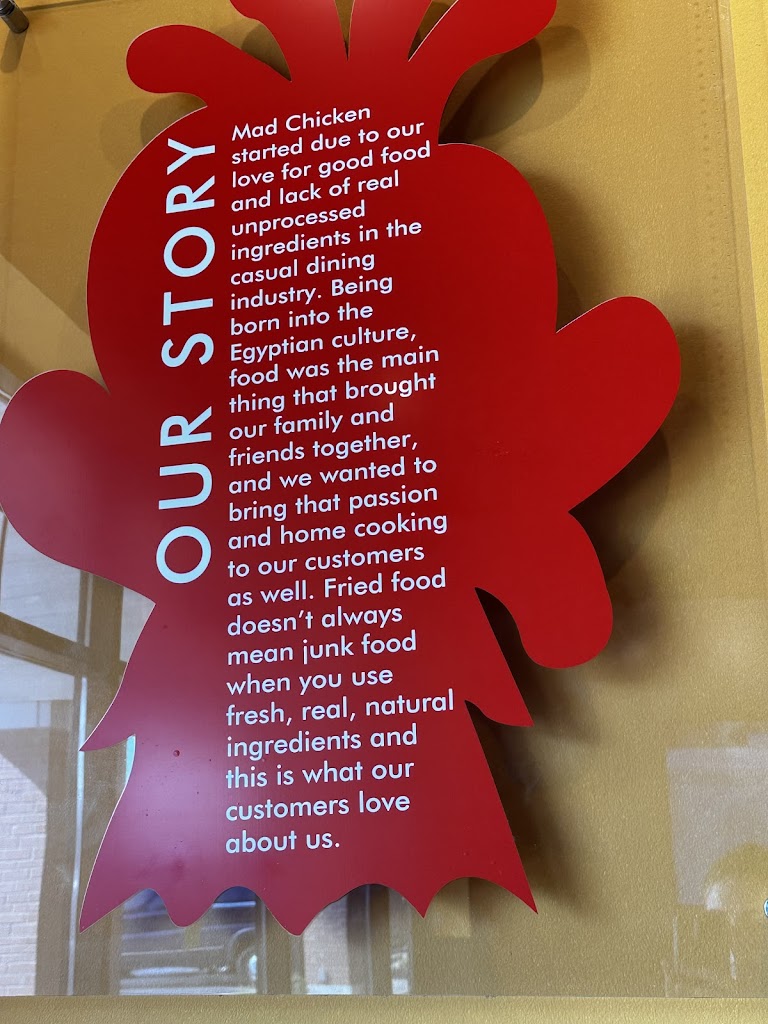 OUR STORY
Mad Chicken
started due to our
love for good food
and lack of real
unprocessed
ingredients in the
casual dining
industry. Being
born into the
Egyptian culture,
food was the main
thing that brought
our family and
friends together,
and we wanted to
bring that passion
and home cooking
to our customers
as well. Fried food
doesn't always
mean junk food
when you use
fresh, real, natural
ingredients and
this is what our
customers love
about us.